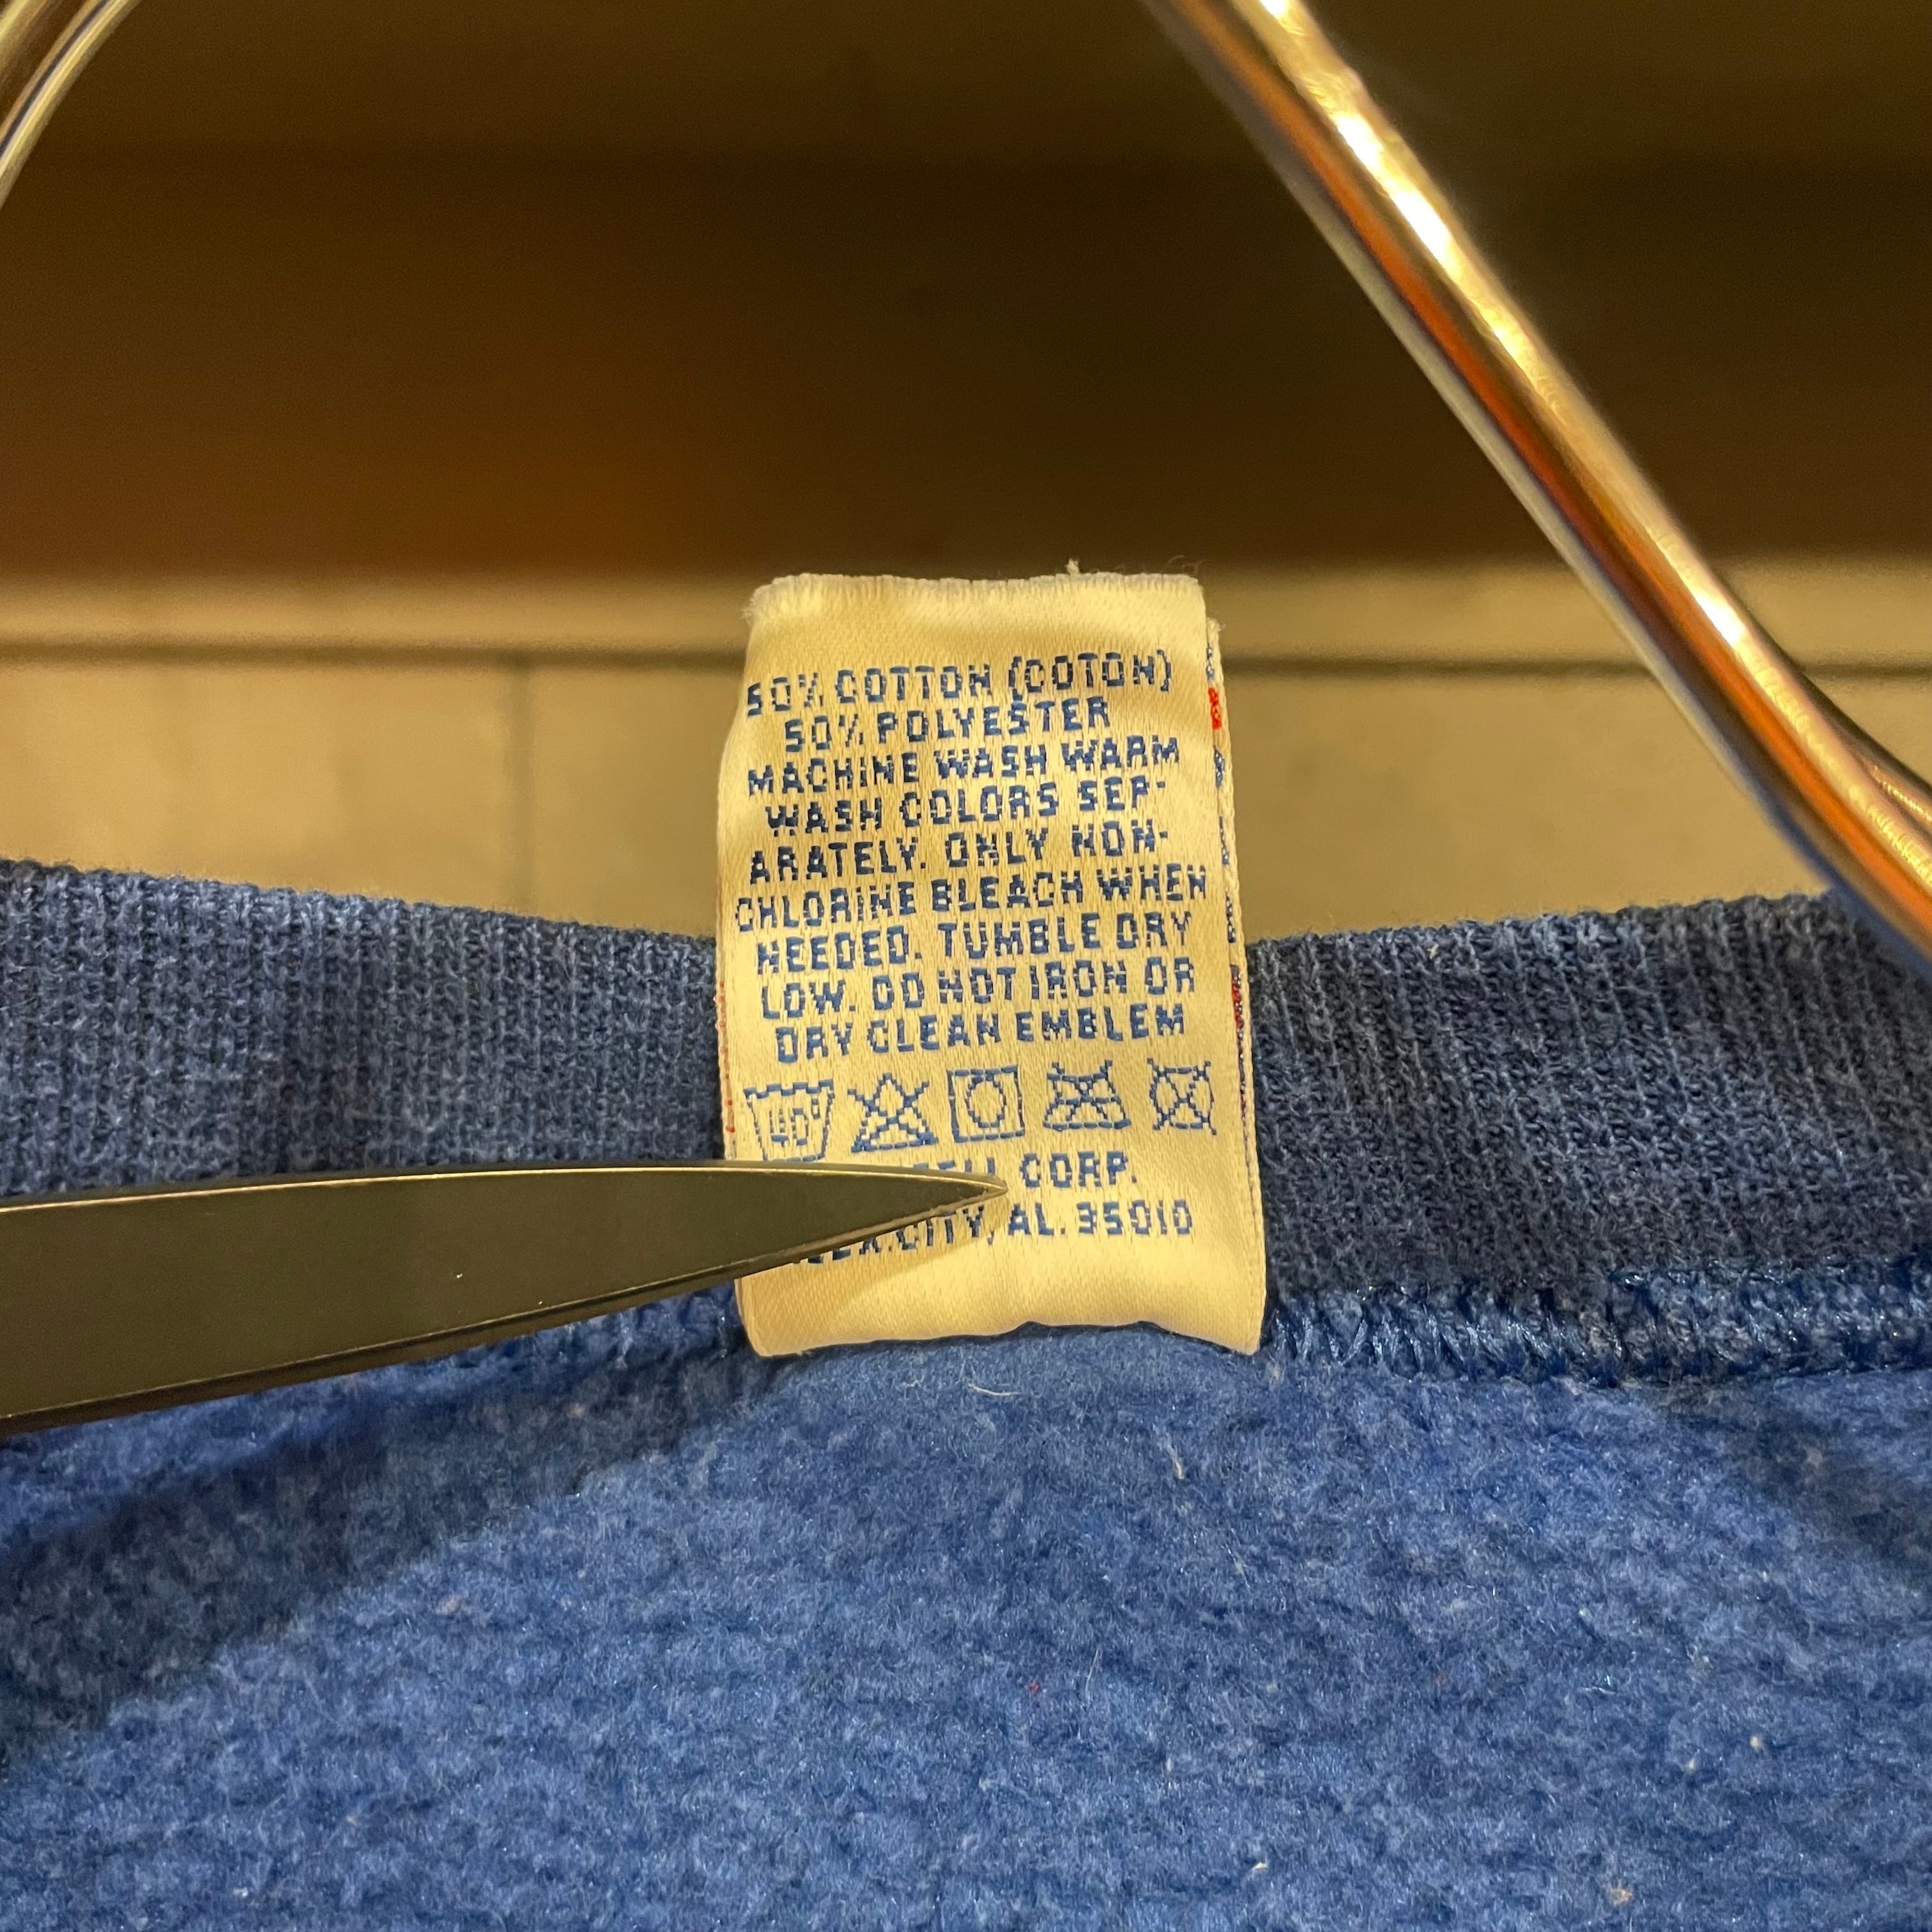 50% COTTON (COTON)
50% POLYESTER
MACHINE WASH WARM
WASH COLORS SEP-
ARATELY. ONLY NON-
CHLORINE BLEACH WHEN
NEEDED. TUMBLE DRY
LOW. DO NOT IRON OR
DRY CLEAN EMBLEM
40°
CORP.
CITY, AL. 35010